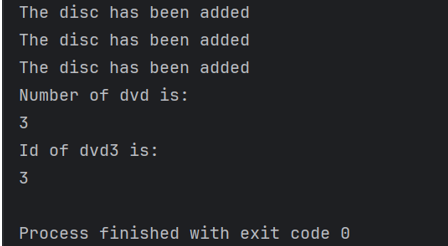 The disc has been added
The disc has been added
The disc has been added
Number of dvd is:
3
Id of dvd3 is:
3
Process finished with exit code 0